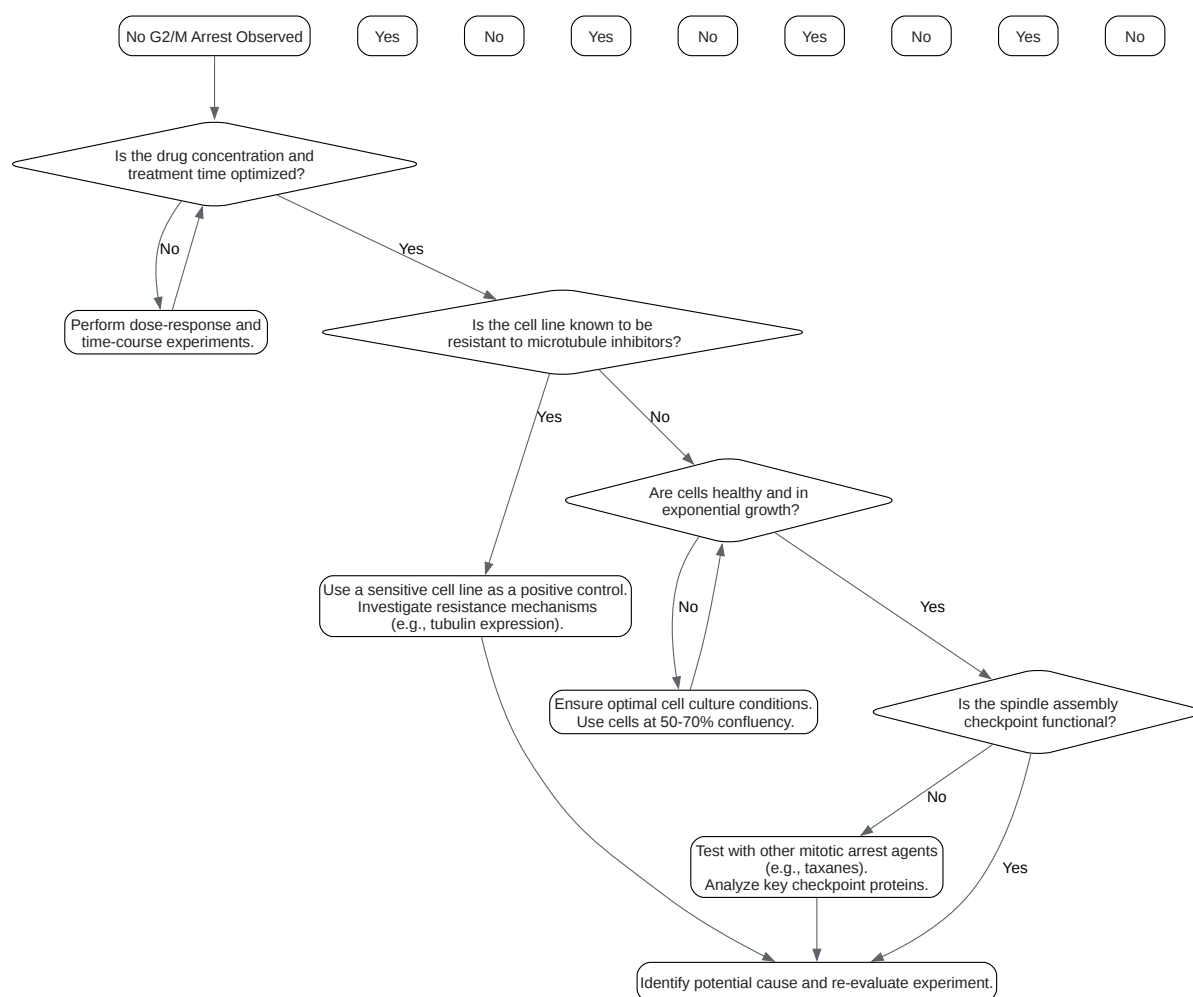 No G2/M Arrest Observed
Yes
No
Yes
No
Yes
No
Yes
No
Is the drug concentration and
treatment time optimized?
No
Yes
Perform dose-response and
time-course experiments.
Is the cell line known to be
resistant to microtubule inhibitors?
Yes
No
Are cells healthy and in
exponential growth?
Use a sensitive cell line as a positive control.
Investigate resistance mechanisms
(e.g., tubulin expression).
No
Yes
Ensure optimal cell culture conditions.
Use cells at 50-70% confluency.
Is the spindle assembly
checkpoint functional?
No
Test with other mitotic arrest agents
(e.g., taxanes).
Analyze key checkpoint proteins.
Yes
Identify potential cause and re-evaluate experiment.